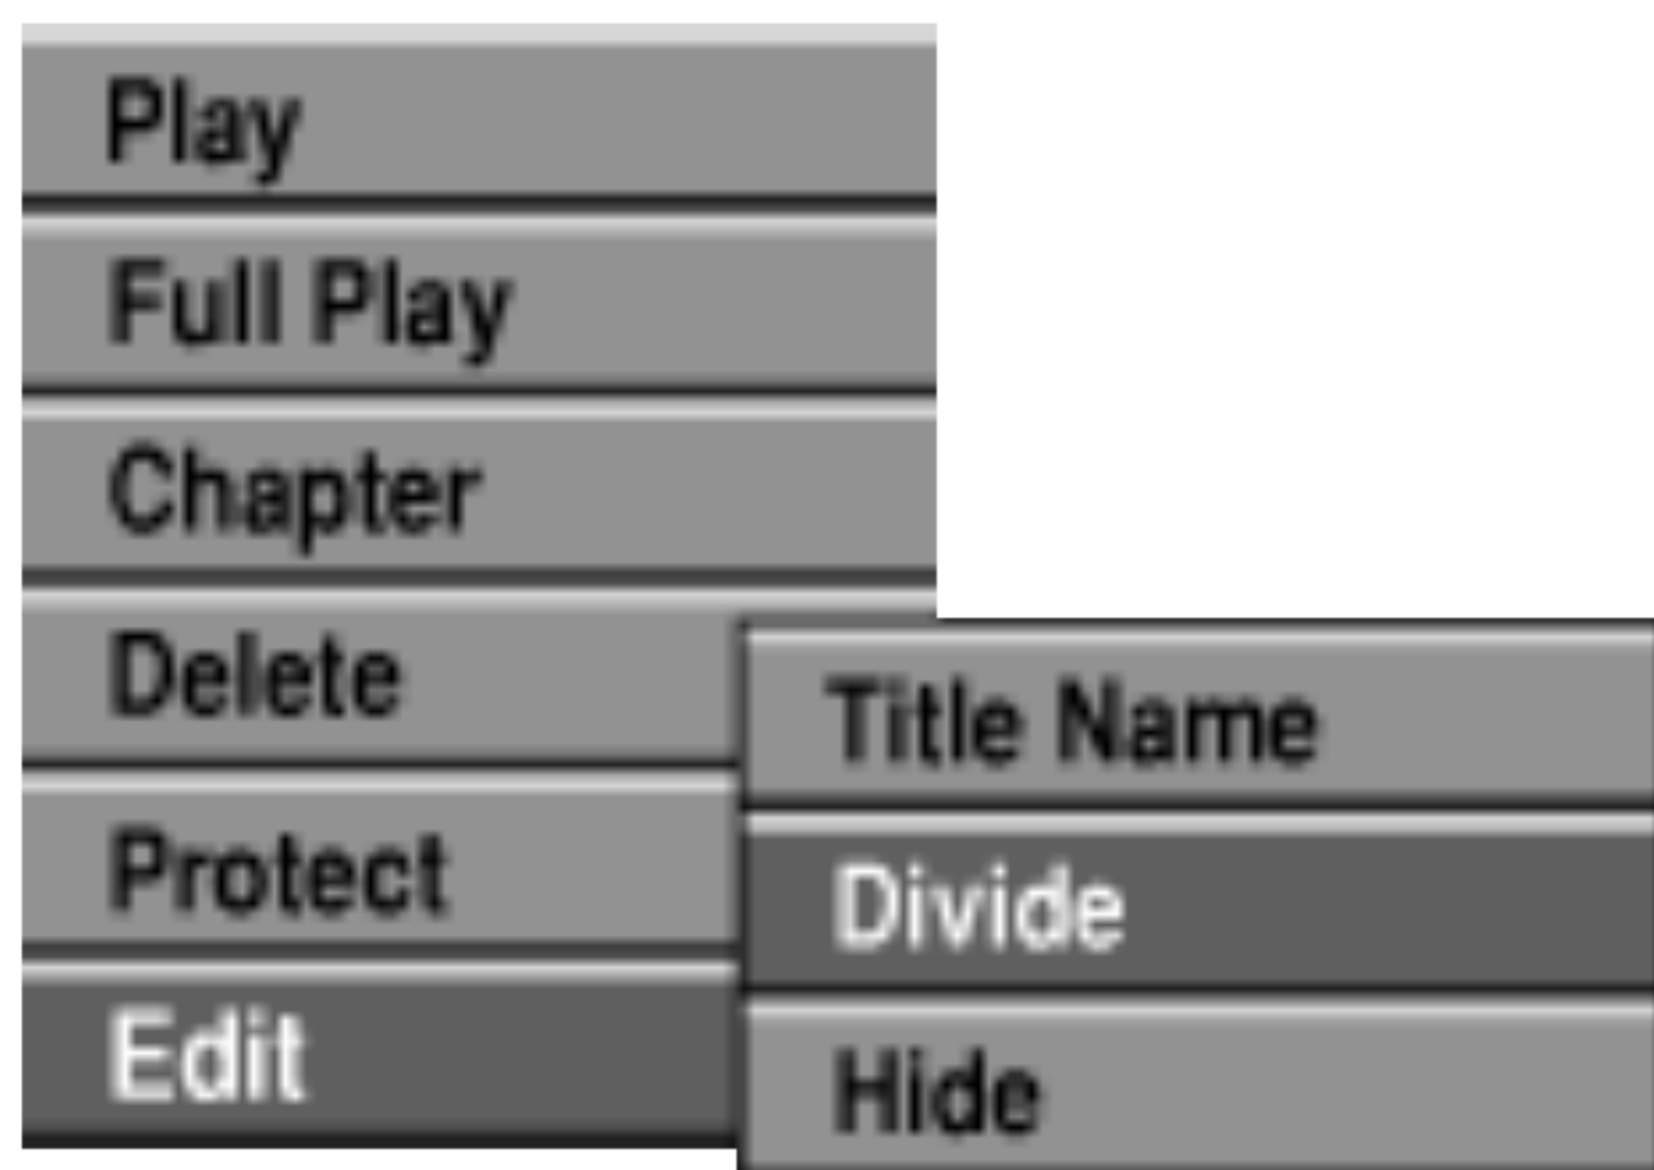 Play
Full Play
Chapter
Delete
Protect
Edit
Title Name
Divide
Hide